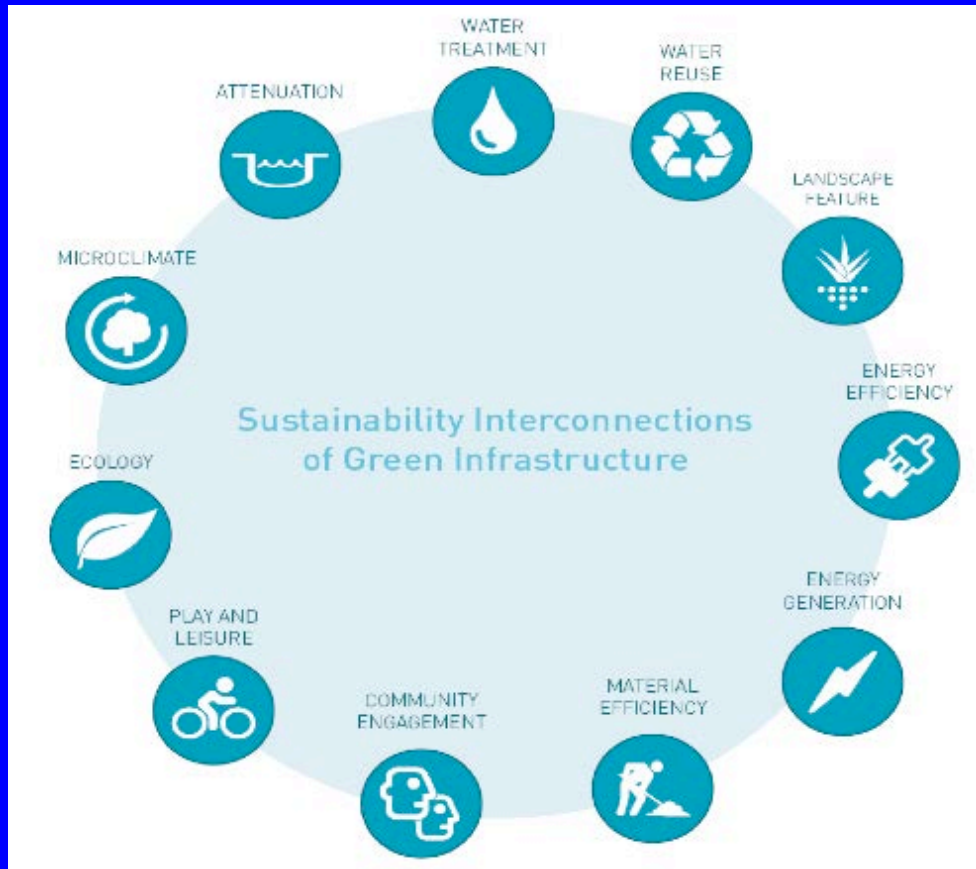 WATER
TREATMENT
WATER
REUSE
ATTENUATION
LANDSCAPE
FEATURE
MICROCLIMATE
ENERGY
EFFICIENCY
Sustainability Interconnections
of Green Infrastructure
ECOLOGY
ENERGY
GENERATION
PLAY AND
LEISURE
MATERIAL
EFFICIENCY
COMMUNITY
ENGAGEMENT